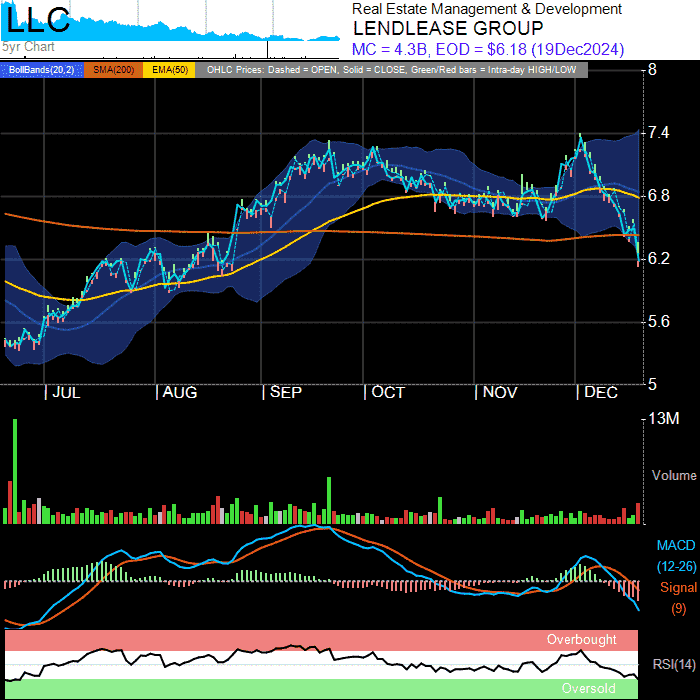 LLC
5yr Chart
Real Estate Management & Development
LENDLEASE GROUP
MC = 4.3B, EOD = $6.18 (19Dec2024)
BollBands(20,2) SMA(200) EMA(50) OHLC Prices: Dashed = OPEN, Solid = CLOSE, Green/Red bars = Intra-day HIGH/LOW
8
7.4
6.8
6.2
5.6
5
| JUL | AUG | SEP | OCT | NOV | DEC
13M
Volume
MACD
(12-26)
Signal
(9)
Overbought
RSI(14)
Oversold